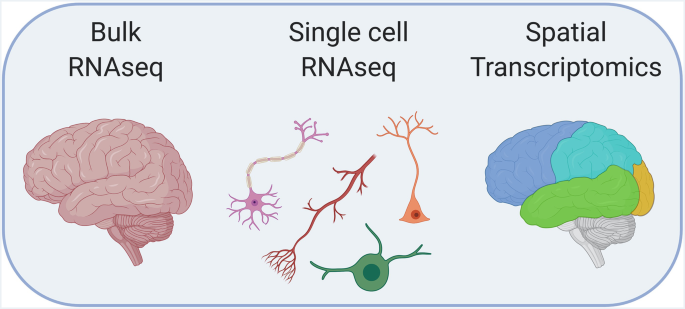 Bulk
RNAseq
Single cell
RNAseq
Spatial
Transcriptomics